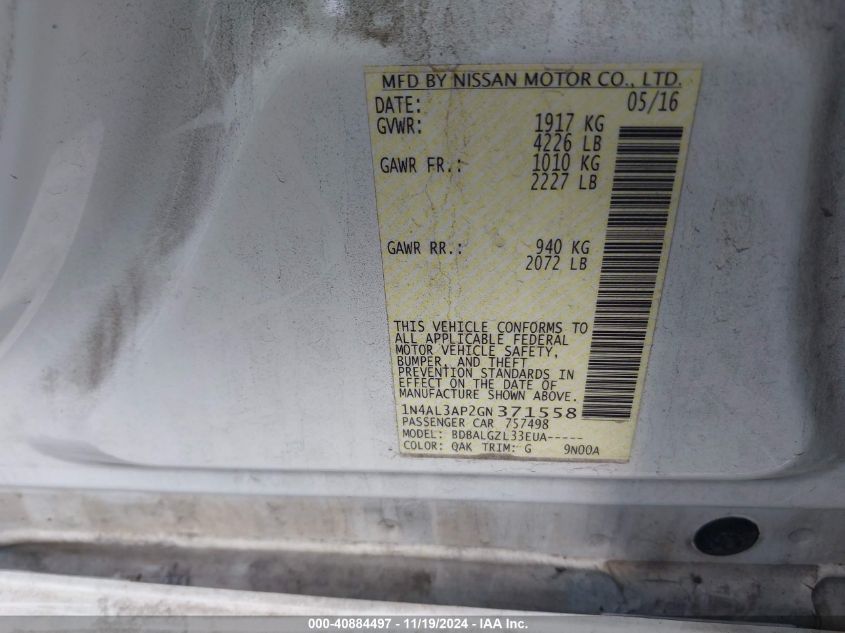 MFD BY NISSAN MOTOR CO., LTD.
DATE: 05/16
GVWR: 1917 KG
4226 LB
GAWR FR.: 1010 KG
2227 LB
GAWR RR.: 940 KG
2072 LB
THIS VEHICLE CONFORMS TO
ALL APPLICABLE FEDERAL
MOTOR VEHICLE SAFETY,
BUMPER, AND THEFT
PREVENTION STANDARDS IN
EFFECT ON THE DATE OF
MANUFACTURE SHOWN ABOVE.
1N4AL3AP2GN371558
PASSENGER CAR 757498
MODEL: BDBALGZL33EUA-----
COLOR: QAK TRIM: G 9N00A
000-40884497 - 11/19/2024 - IAA Inc.